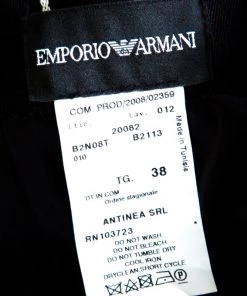 EMPORIO ARMANI
COM PROD/2008/02359
Etic. Lav. 012
20082
B2N08T B2113
010
Made in Tunisia
TG. 38
DT IN COM
Ordine stagionale
ANTINEA SRL
RN103723
DO NOT WASH
DO NOT BLEACH
DO NOT TUMBLE DRY
COOL IRON
DRYCLEAN SHORT CYCLE